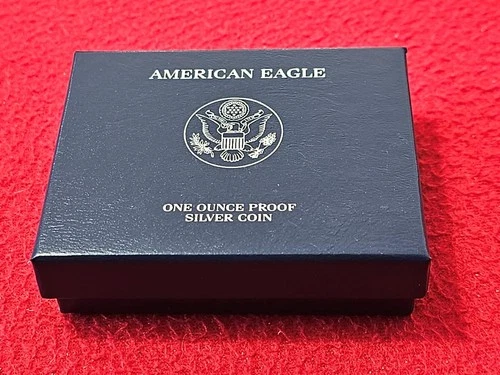 AMERICAN EAGLE
ONE OUNCE PROOF
SILVER COIN